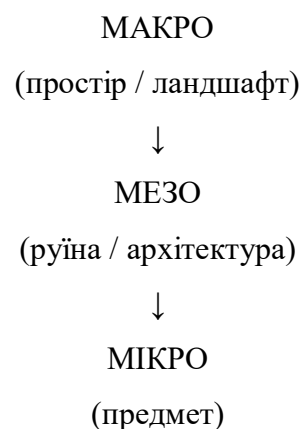 МАКРО
(простір / ландшафт)
↓
МЕЗО
(руїна / архітектура)
↓
МІКРО
(предмет)